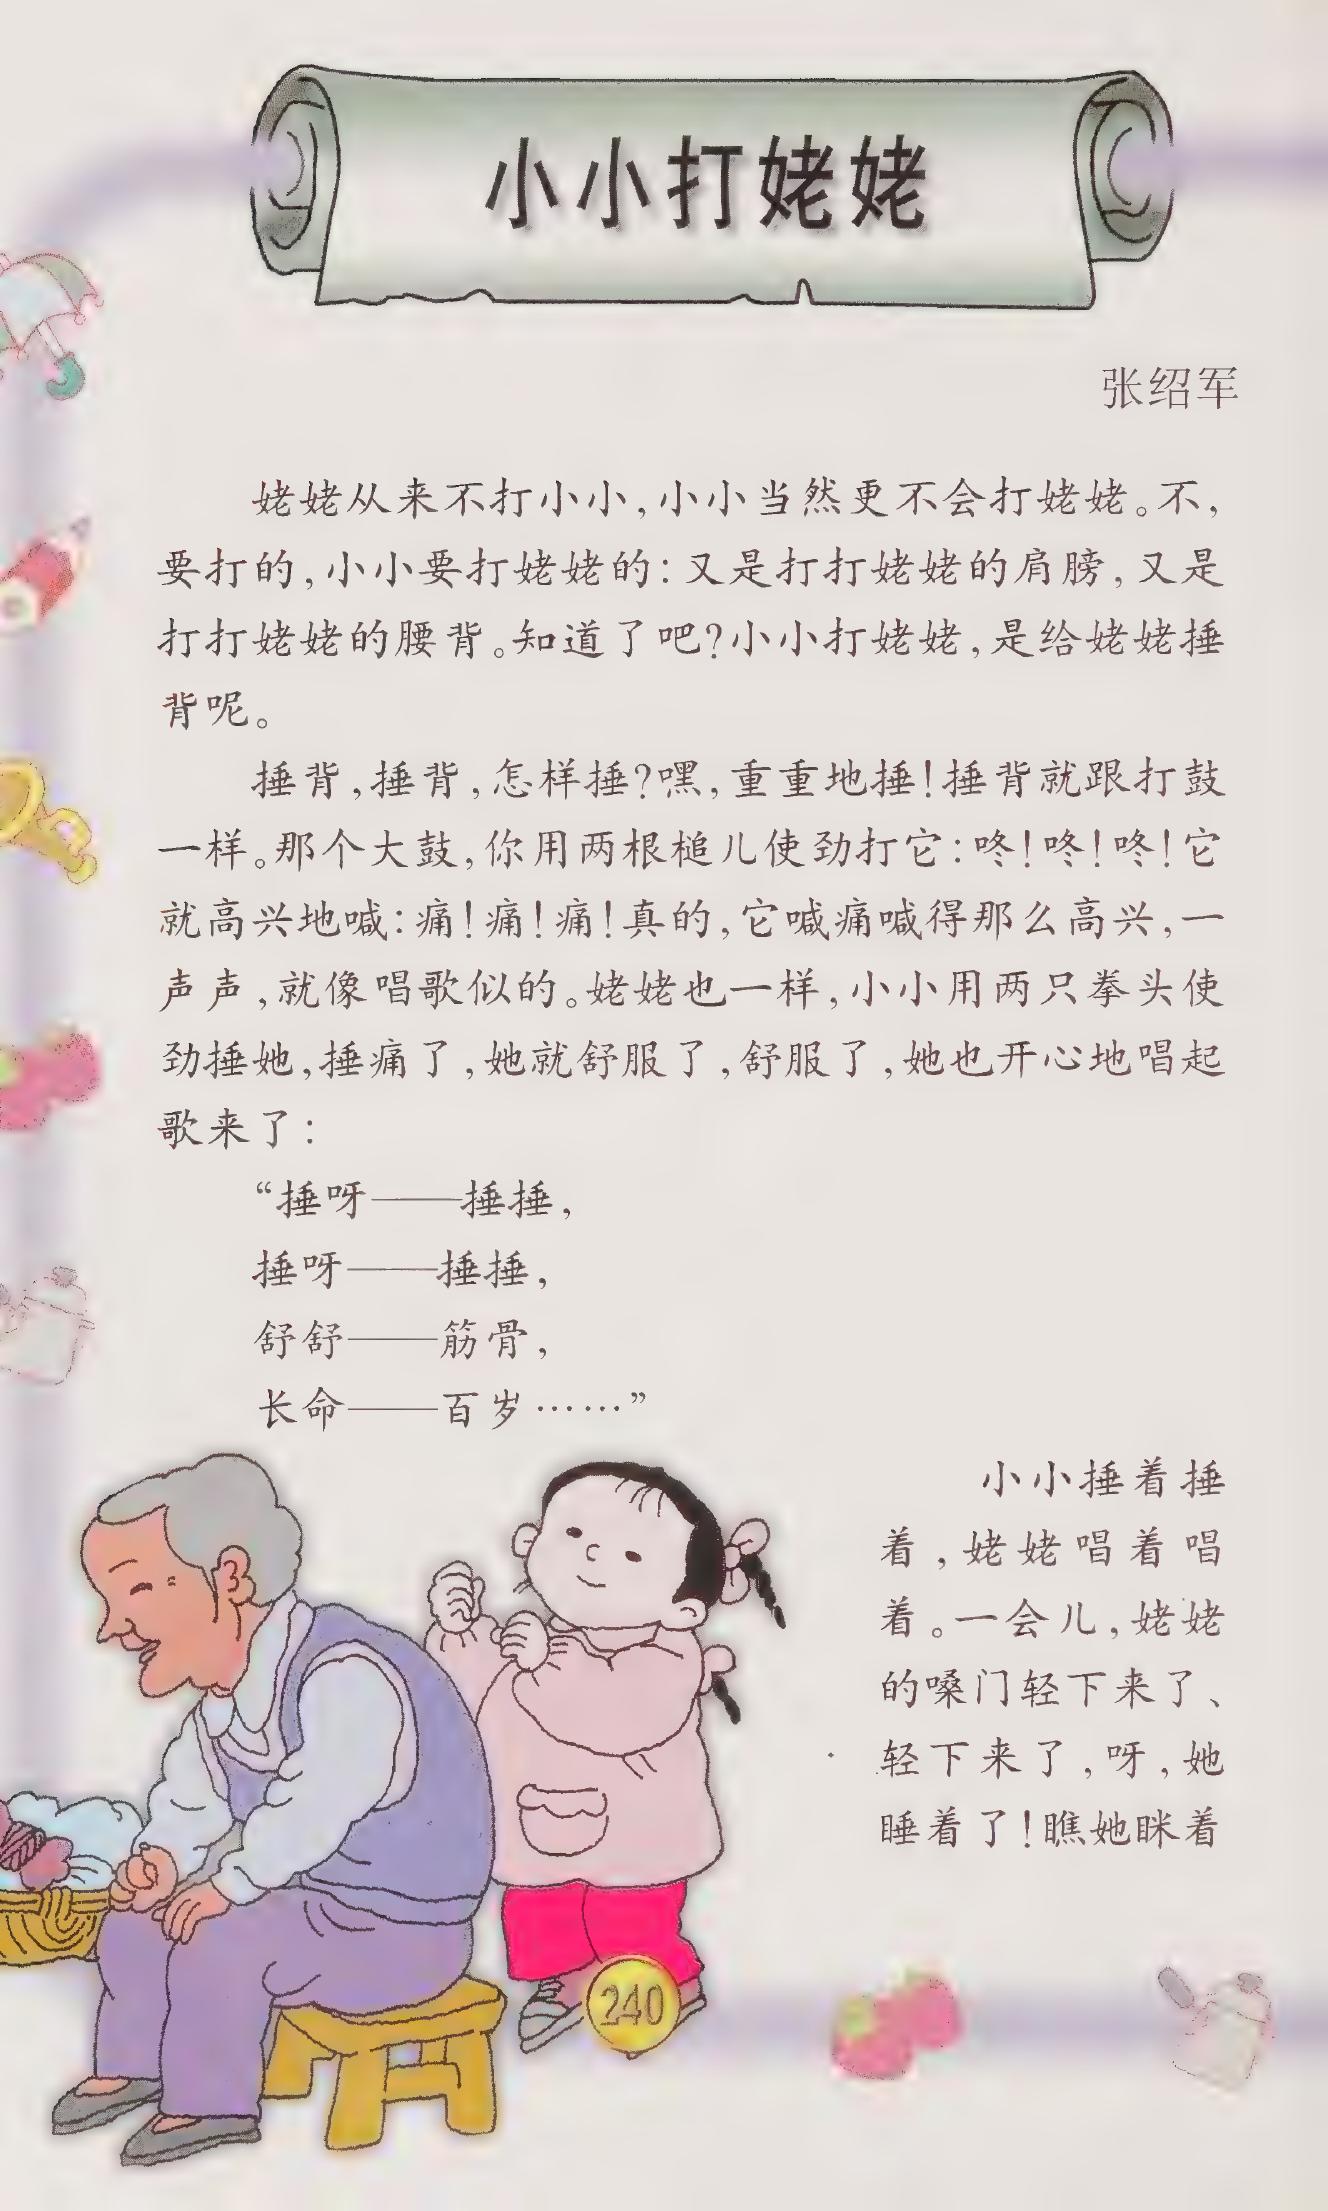 小小打姥姥
张绍军
姥姥从来不打小小,小小当然更不会打姥姥。不,
要打的,小小要打姥姥的:又是打打姥姥的肩膀,又是
打打姥姥的腰背。知道了吧?小小打姥姥,是给姥姥捶
背呢。
捶背,捶背,怎样捶?嘿,重重地捶!捶背就跟打鼓
一样。那个大鼓,你用两根槌儿使劲打它:咚!咚!咚!它
就高兴地喊:痛!痛!痛!真的,它喊痛喊得那么高兴,一
声声,就像唱歌似的。姥姥也一样,小小用两只拳头使
劲捶她,捶痛了,她就舒服了,舒服了,她也开心地唱起
歌来了:
“捶呀——捶捶,
捶呀——捶捶,
舒舒——筋骨,
长命——百岁……”
小小捶着捶
着,姥姥唱着唱
着。一会儿,姥姥
的嗓门轻下来了、
轻下来了,呀,她
睡着了!瞧她眯着
240